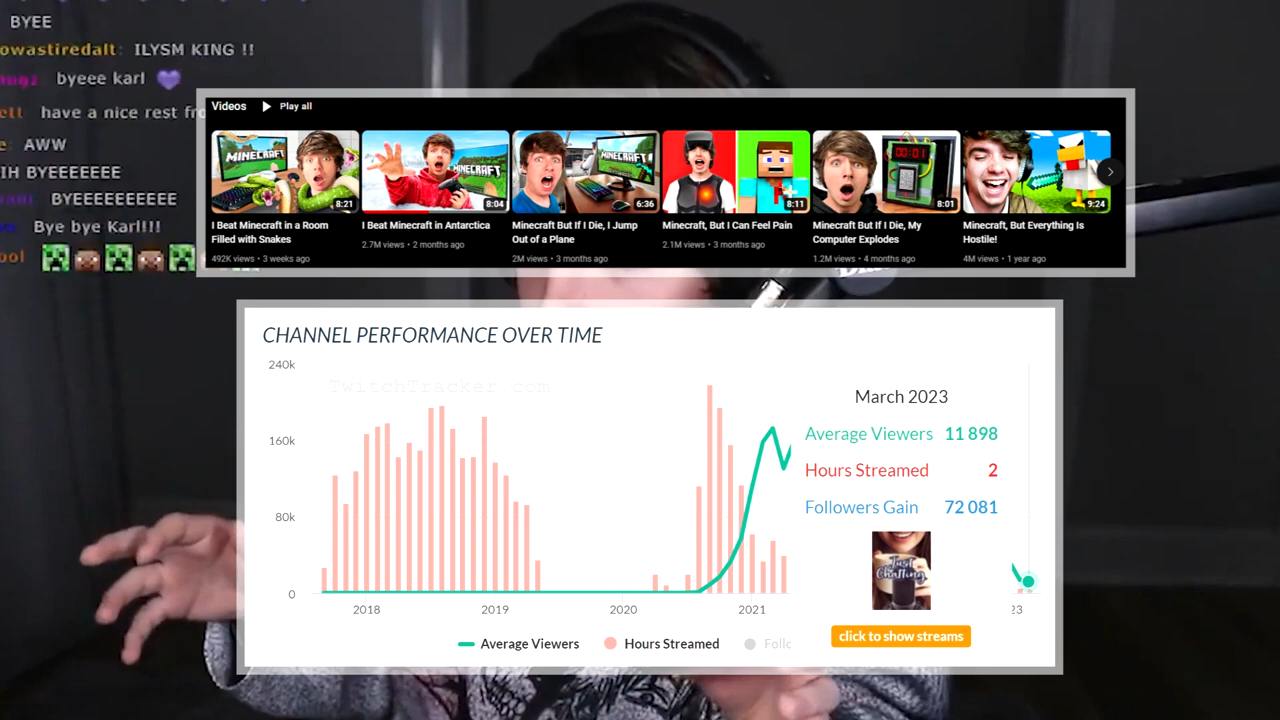 BYEE
owastiredalt: ILYSM KING !!
byeee karl
ett have a nice rest fro
e: AWW
IH BYEEEEEE
BYEEEEEEEEEE
Bye bye Karl!!!
ool
Videos Play all
MINECRAFT
MINECRAFT
MINECRAFT
00:01
8:21
8:04
6:36
8:11
8:01
9:24
I Beat Minecraft in a Room
Filled with Snakes
492K views • 3 weeks ago
I Beat Minecraft in Antarctica
2.7M views • 2 months ago
Minecraft But If I Die, I Jump
Out of a Plane
2M views • 3 months ago
Minecraft, But I Can Feel Pain
2.1M views • 3 months ago
Minecraft But If I Die, My
Computer Explodes
1.2M views • 4 months ago
Minecraft, But Everything Is
Hostile!
4M views • 1 year ago
CHANNEL PERFORMANCE OVER TIME
TwitchTracker.com
240k
160k
80k
0
2018 2019 2020 2021 23
March 2023
Average Viewers 11 898
Hours Streamed 2
Followers Gain 72 081
Just
Chatting
Average Viewers Hours Streamed Follc
click to show streams